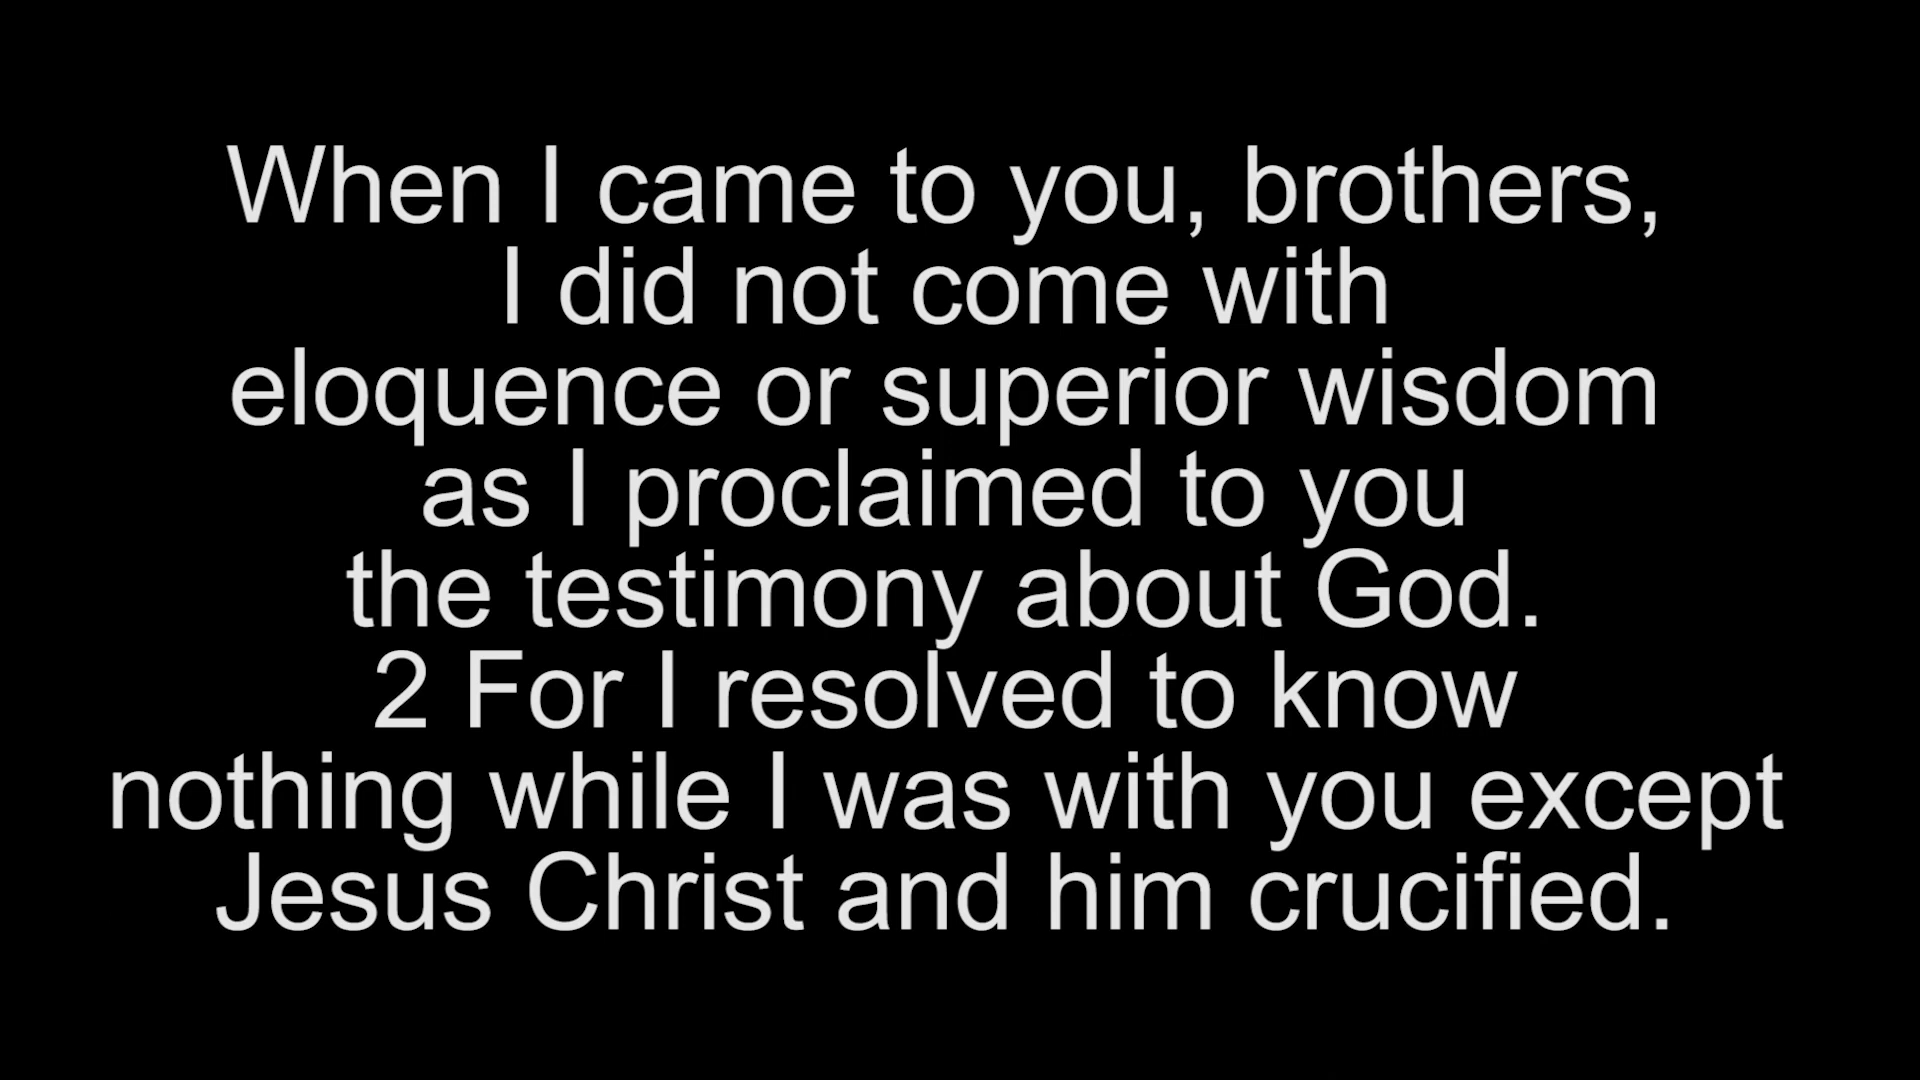 When I came to you, brothers,
I did not come with
eloquence or superior wisdom
as I proclaimed to you
the testimony about God.
2 For I resolved to know
nothing while I was with you except
Jesus Christ and him crucified.